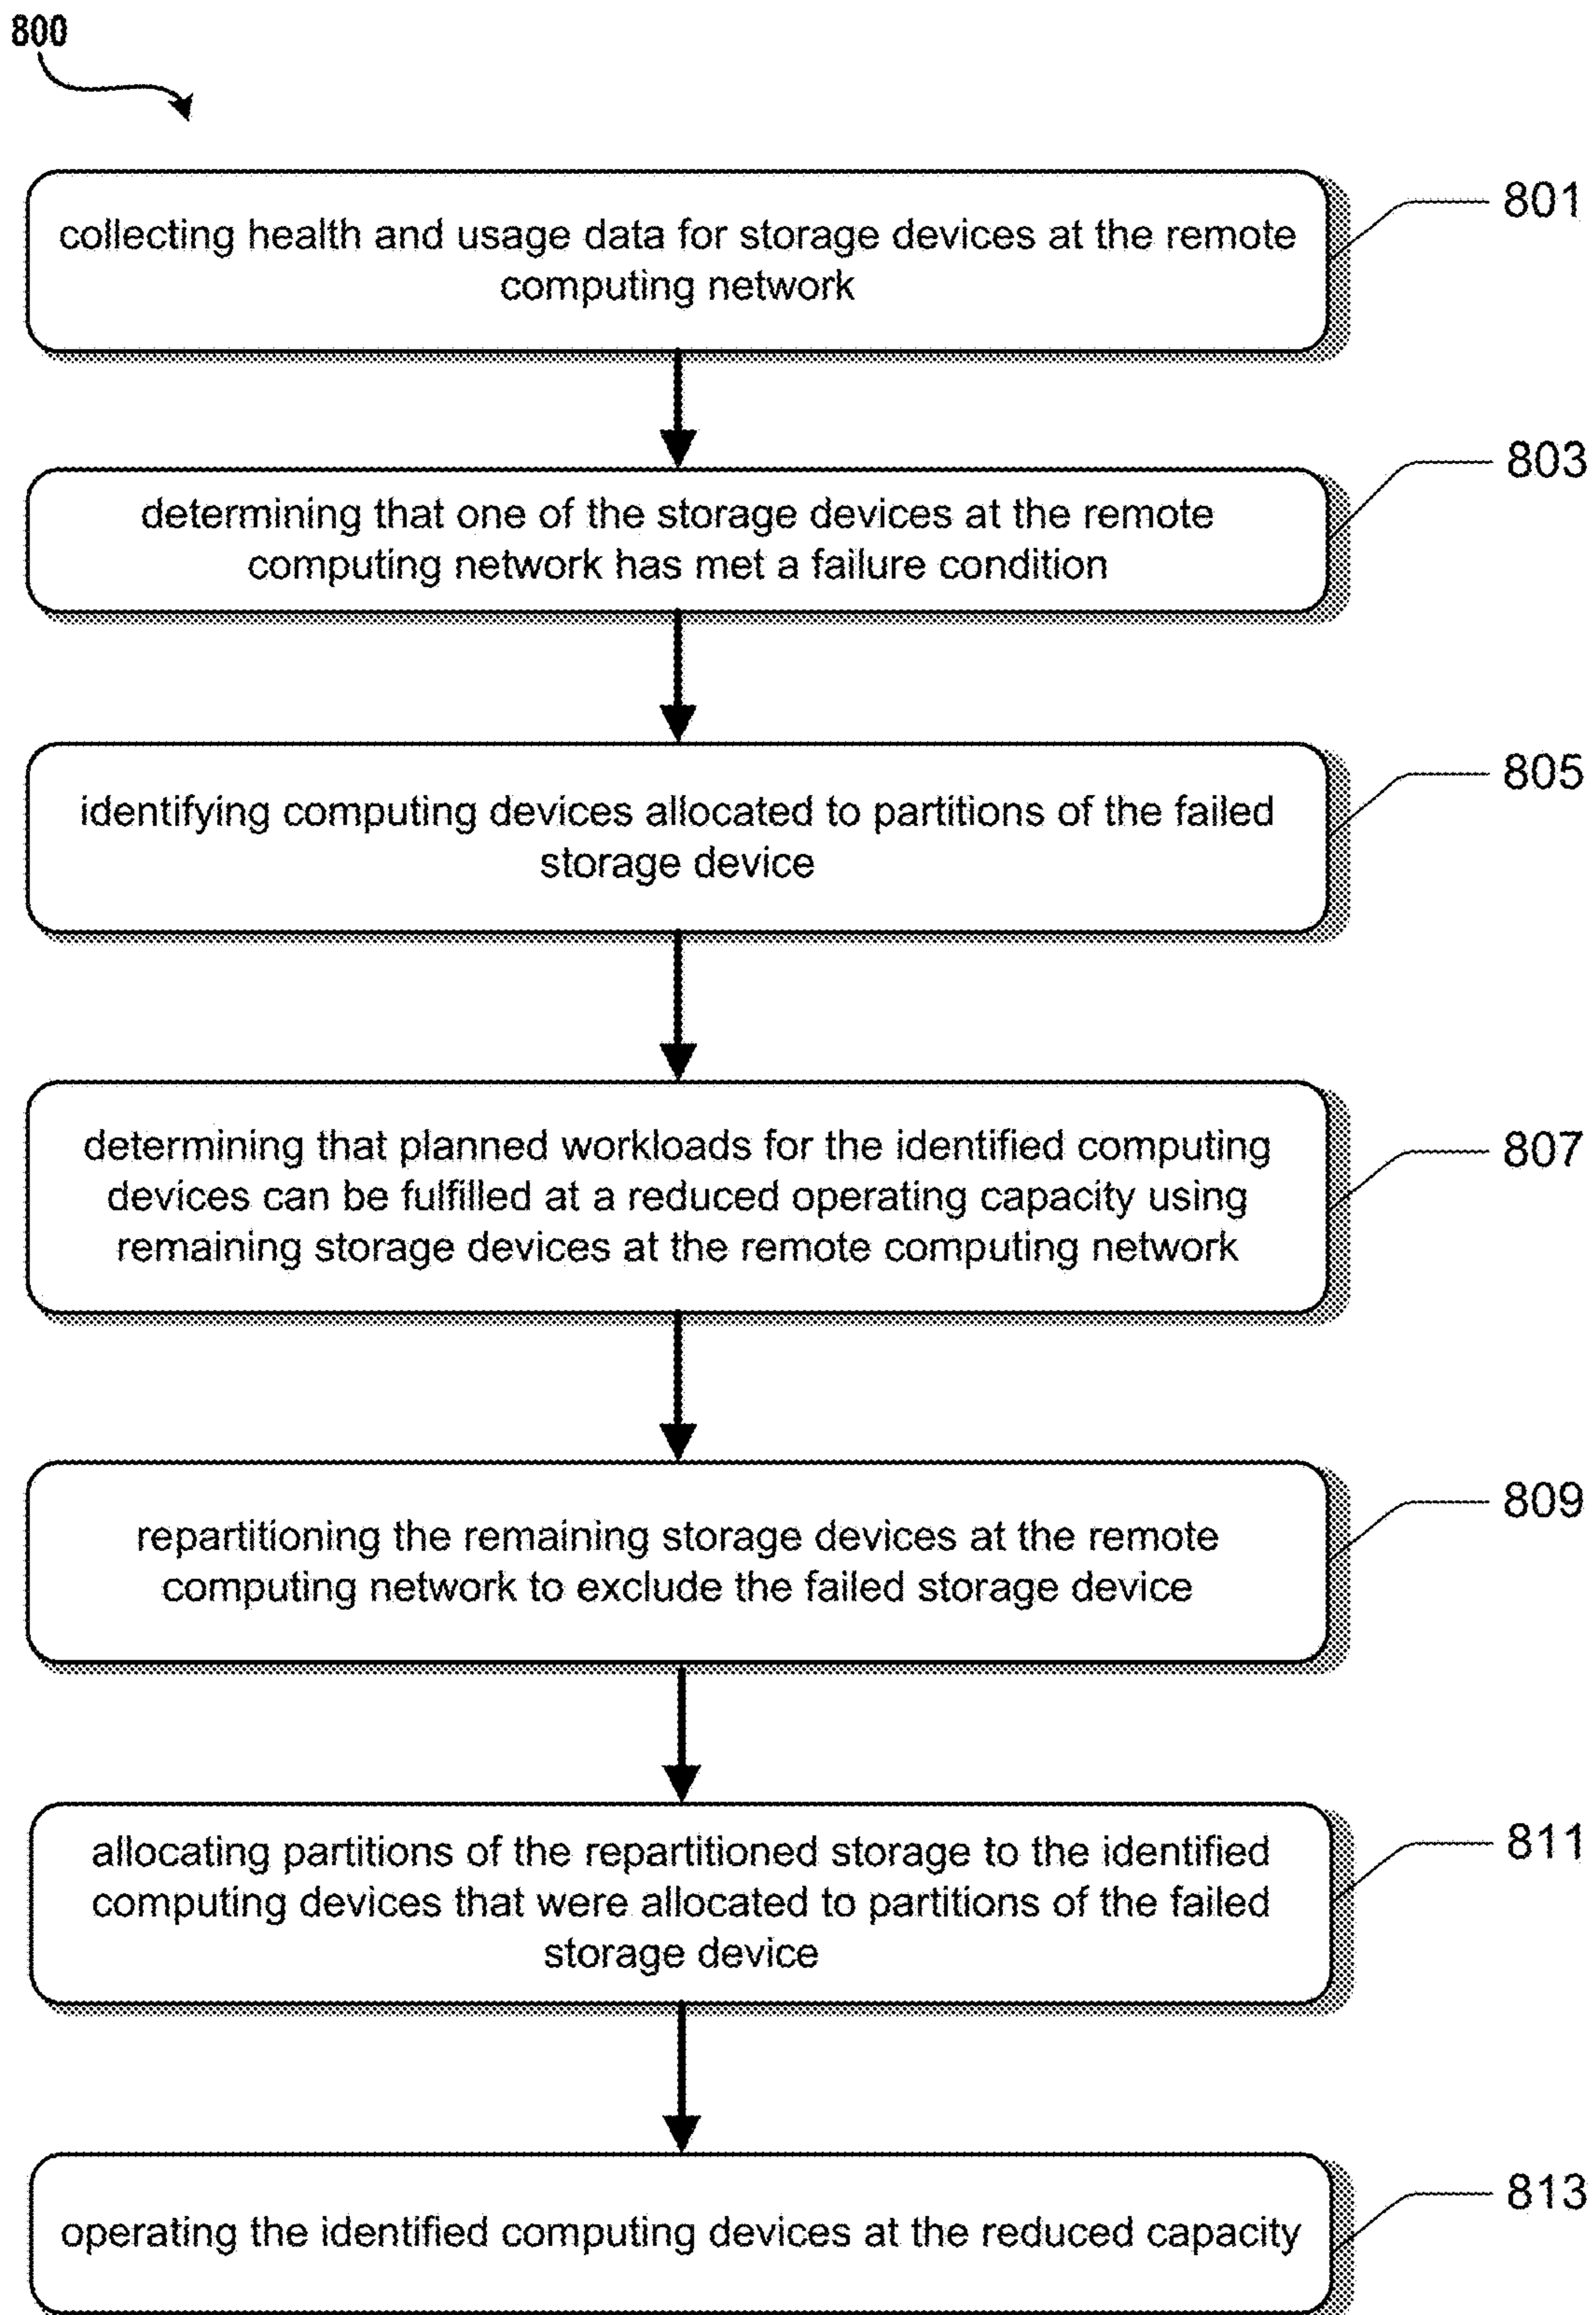 800
collecting health and usage data for storage devices at the remote
computing network
801
determining that one of the storage devices at the remote
computing network has met a failure condition
803
identifying computing devices allocated to partitions of the failed
storage device
805
determining that planned workloads for the identified computing
devices can be fulfilled at a reduced operating capacity using
remaining storage devices at the remote computing network
807
repartitioning the remaining storage devices at the remote
computing network to exclude the failed storage device
809
allocating partitions of the repartitioned storage to the identified
computing devices that were allocated to partitions of the failed
storage device
811
operating the identified computing devices at the reduced capacity
813